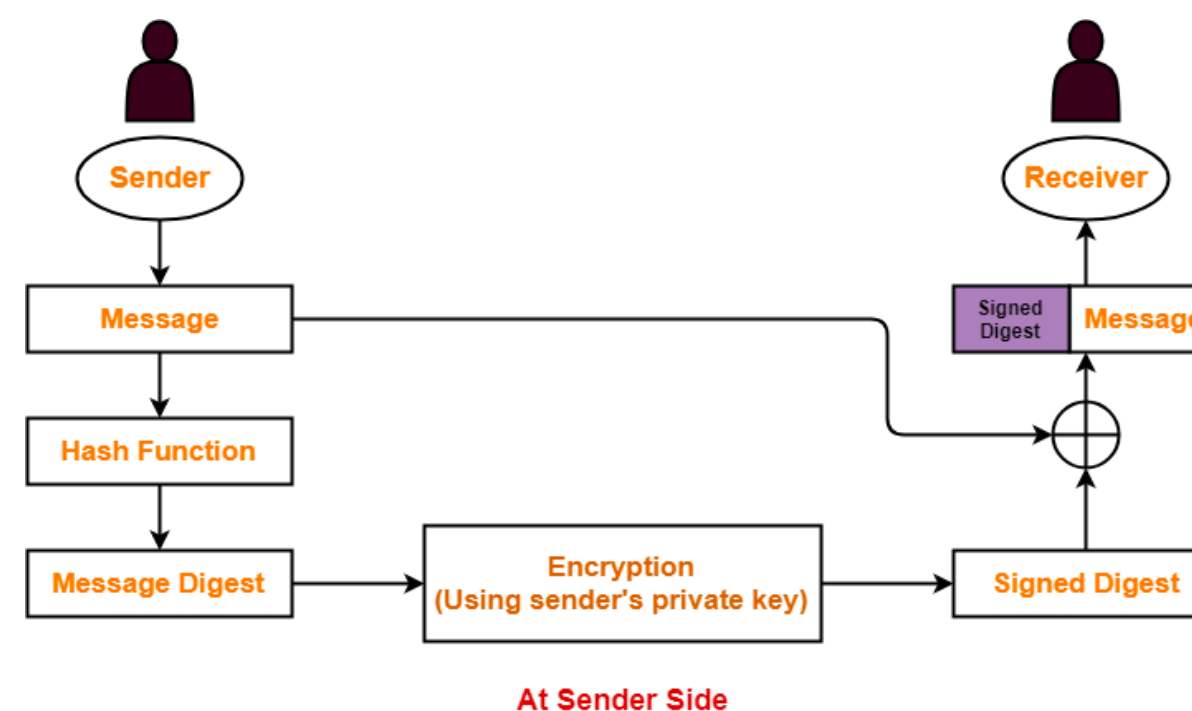 Sender
Receiver
Message
Signed
Digest
Message
Hash Function
Message Digest
Encryption
(Using sender's private key)
Signed Digest
At Sender Side